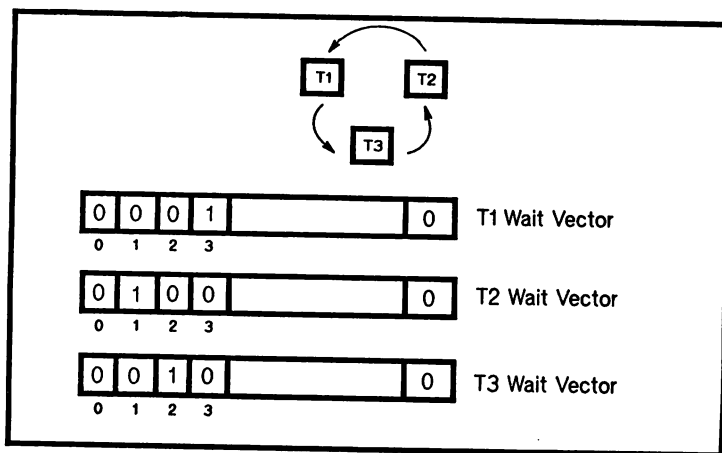 T1 T2
T3
0 0 0 1 0 T1 Wait Vector
0 1 2 3
0 1 0 0 0 T2 Wait Vector
0 1 2 3
0 0 1 0 0 T3 Wait Vector
0 1 2 3